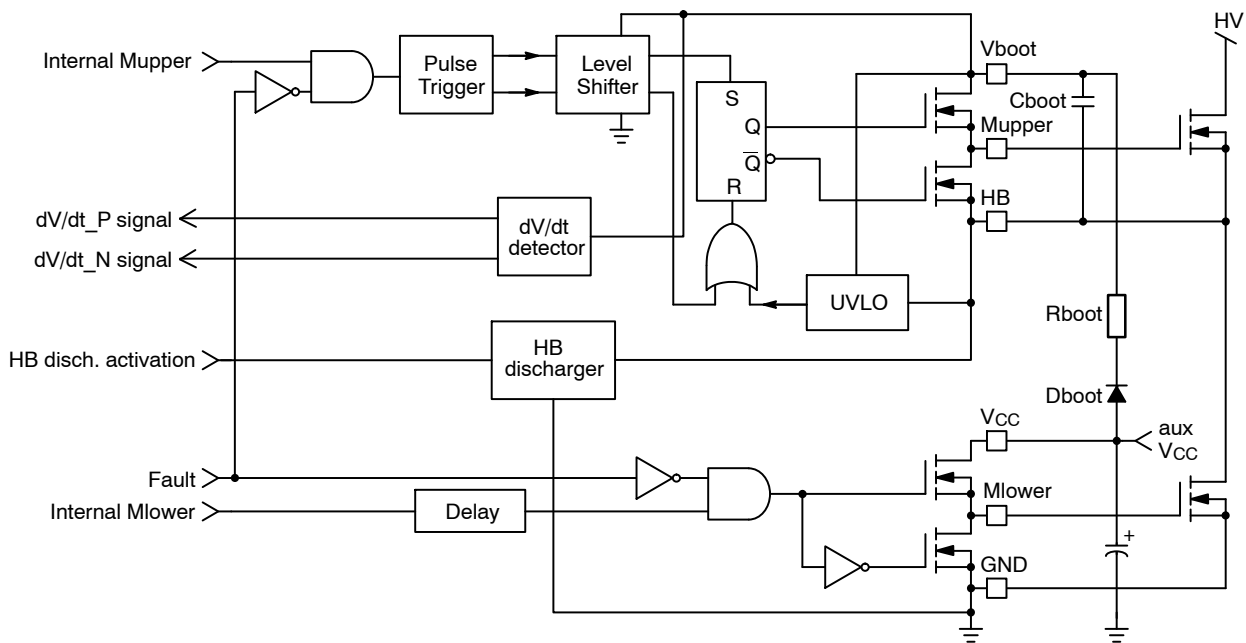 HV
Internal Mupper
Pulse
Trigger
Level
Shifter
Vboot
Cboot
S
Q
Mupper
Q̅
R
HB
dV/dt_P signal
dV/dt
detector
dV/dt_N signal
UVLO
Rboot
HB
discharger
HB disch. activation
Dboot
VCC
aux
VCC
Fault
Mlower
Internal Mlower
Delay
+
GND